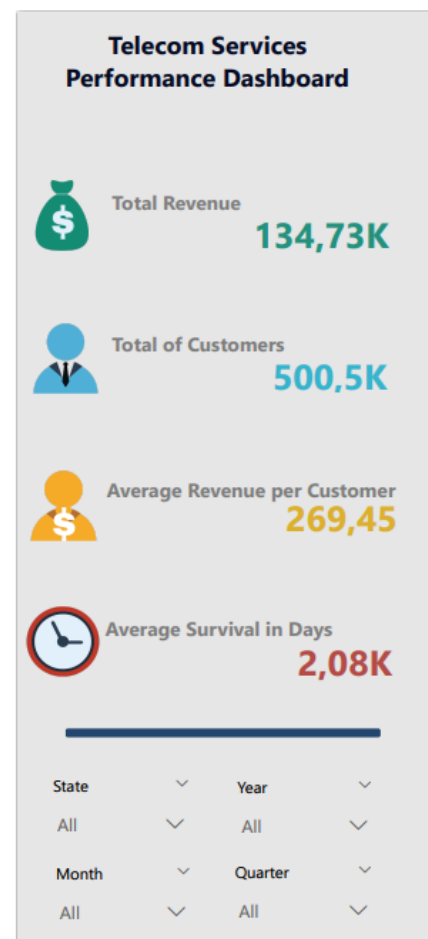 Telecom Services
Performance Dashboard
$
Total Revenue
134,73K
Total of Customers
500,5K
$
Average Revenue per Customer
269,45
Average Survival in Days
2,08K
State Year
All All
Month Quarter
All All